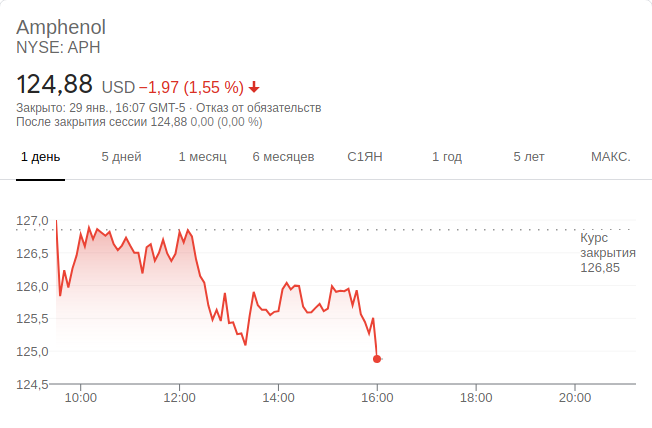 Amphenol
NYSE: APH
124,88 USD −1,97 (1,55 %)
Закрыто: 29 янв., 16:07 GMT-5 · Отказ от обязательств
После закрытия сессии 124,88 0,00 (0,00 %)
1 день 5 дней 1 месяц 6 месяцев С1ЯН 1 год 5 лет МАКС.
127,0
126,5
126,0
125,5
125,0
124,5
Курс
закрытия
126,85
10:00 12:00 14:00 16:00 18:00 20:00